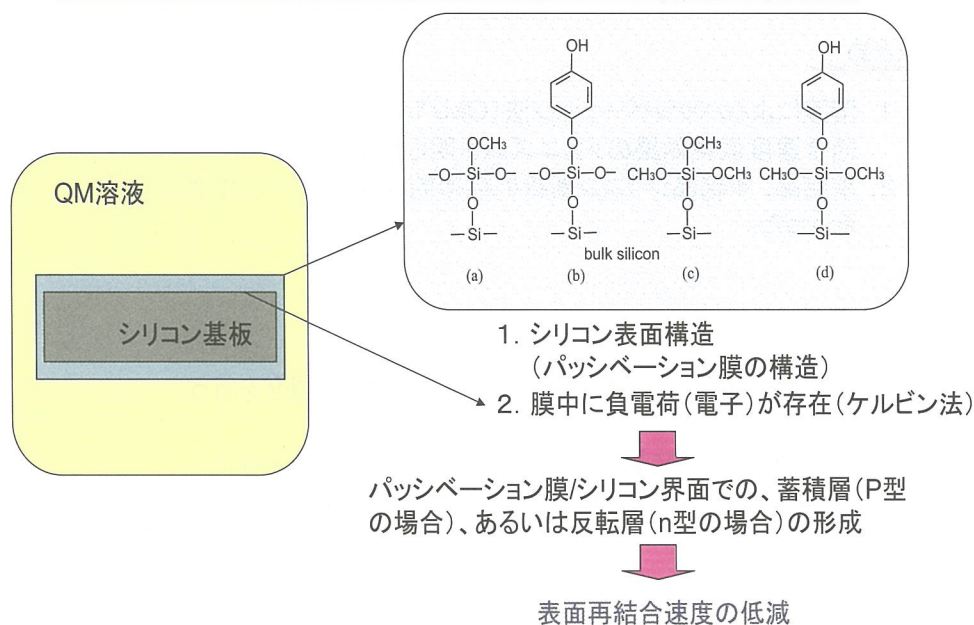 OH
OH
OCH₃
O
OCH₃
O
—O—Si—O—
—O—Si—O—
CH₃O—Si—OCH₃
CH₃O—Si—OCH₃
O
O
O
O
—Si—
—Si—
—Si—
—Si—
bulk silicon
(a)
(b)
(c)
(d)
QM溶液
シリコン基板
1. シリコン表面構造
(パッシベーション膜の構造)
2. 膜中に負電荷(電子)が存在(ケルビン法)
パッシベーション膜/シリコン界面での、蓄積層(P型
の場合)、あるいは反転層(n型の場合)の形成
表面再結合速度の低減